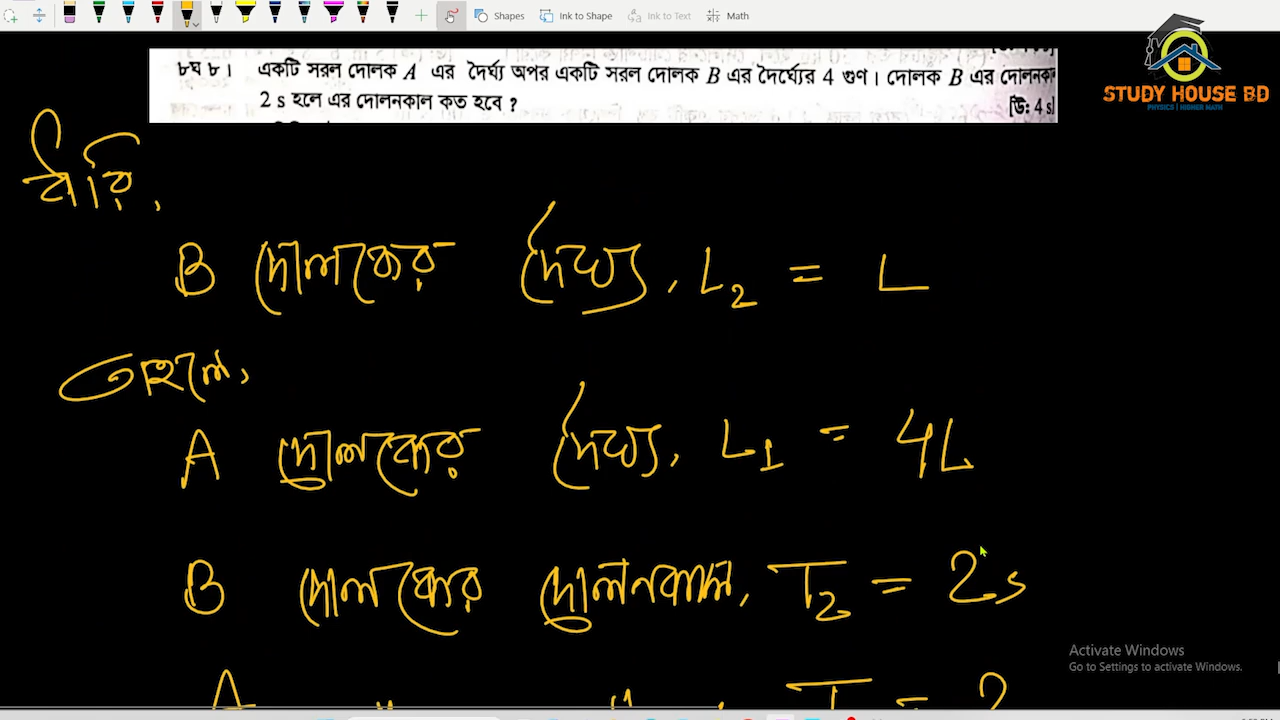 Shapes Ink to Shape Ink to Text Math
৮ঘ ৮। একটি সরল দোলক A এর দৈর্ঘ্য অপর একটি সরল দোলক B এর দৈর্ঘ্যের 4 গুণ। দোলক B এর
2 s হলে এর দোলনকাল কত হবে ? [উ: 4 s]
STUDY HOUSE BD
PHYSICS | HIGHER MATH
ধরি,
B দোলকের দৈর্ঘ্য, L₂ = L
তাহলে,
A দোলকের দৈর্ঘ্য, L₁ = 4L
B দোলকের দোলনকাল, T₂ = 2s
Activate Windows
Go to Settings to activate Windows.